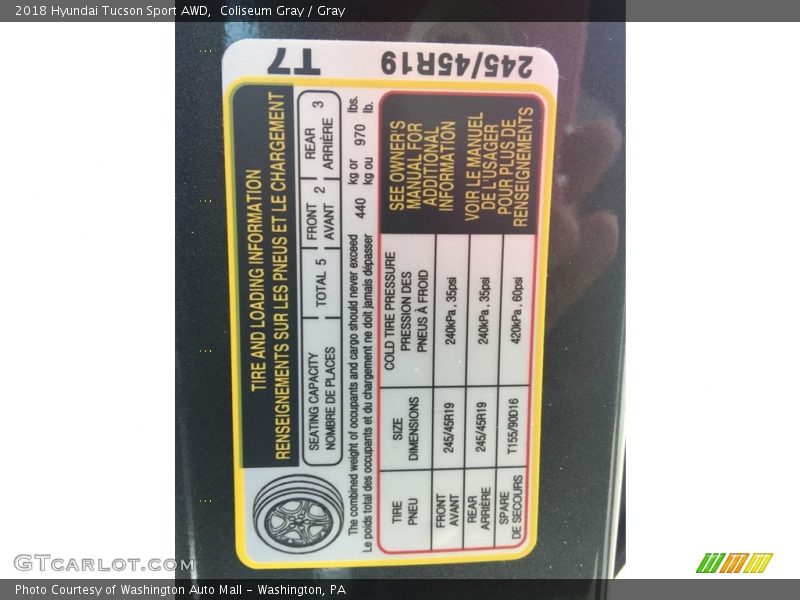 2018 Hyundai Tucson Sport AWD,  Coliseum Gray / Gray
T7 245/45R19
TIRE AND LOADING INFORMATION
RENSEIGNEMENTS SUR LES PNEUS ET LE CHARGEMENT
SEATING CAPACITY
NOMBRE DE PLACES
TOTAL 5
FRONT
AVANT
2
REAR
ARRIÈRE
3
The combined weight of occupants and cargo should never exceed
Le poids total des occupants et du chargement ne doit jamais dépasser
440
kg or
kg ou
970
lbs.
lb.
TIRE
PNEU
SIZE
DIMENSIONS
COLD TIRE PRESSURE
PRESSION DES
PNEUS À FROID
FRONT
AVANT
245/45R19
240kPa , 35psi
REAR
ARRIÈRE
245/45R19
240kPa , 35psi
SPARE
DE SECOURS
T155/90D16
420kPa , 60psi
SEE OWNER'S
MANUAL FOR
ADDITIONAL
INFORMATION
VOIR LE MANUEL
DE L'USAGER
POUR PLUS DE
RENSEIGNEMENTS
GTcarlot.com
Photo Courtesy of Washington Auto Mall - Washington, PA